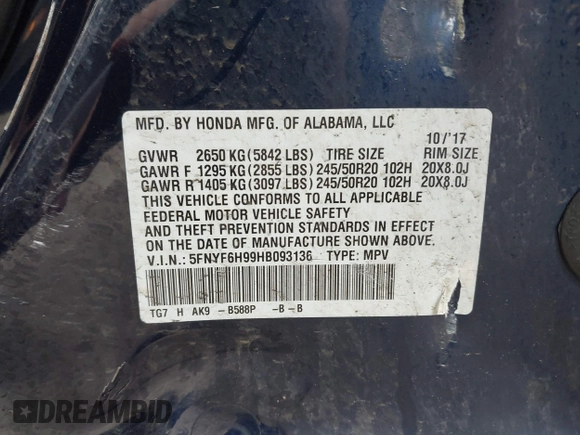 MFD. BY HONDA MFG. OF ALABAMA, LLC
10/'17
GVWR 2650 KG (5842 LBS) TIRE SIZE RIM SIZE
GAWR F 1295 KG (2855 LBS) 245/50R20 102H 20X8.0J
GAWR R 1405 KG (3097 LBS) 245/50R20 102H 20X8.0J
THIS VEHICLE CONFORMS TO ALL APPLICABLE
FEDERAL MOTOR VEHICLE SAFETY
AND THEFT PREVENTION STANDARDS IN EFFECT
ON THE DATE OF MANUFACTURE SHOWN ABOVE.
V.I.N.: 5FNYF6H99HB093136 TYPE: MPV
TG7 H AK9 -B588P -B-B
DREAMBID